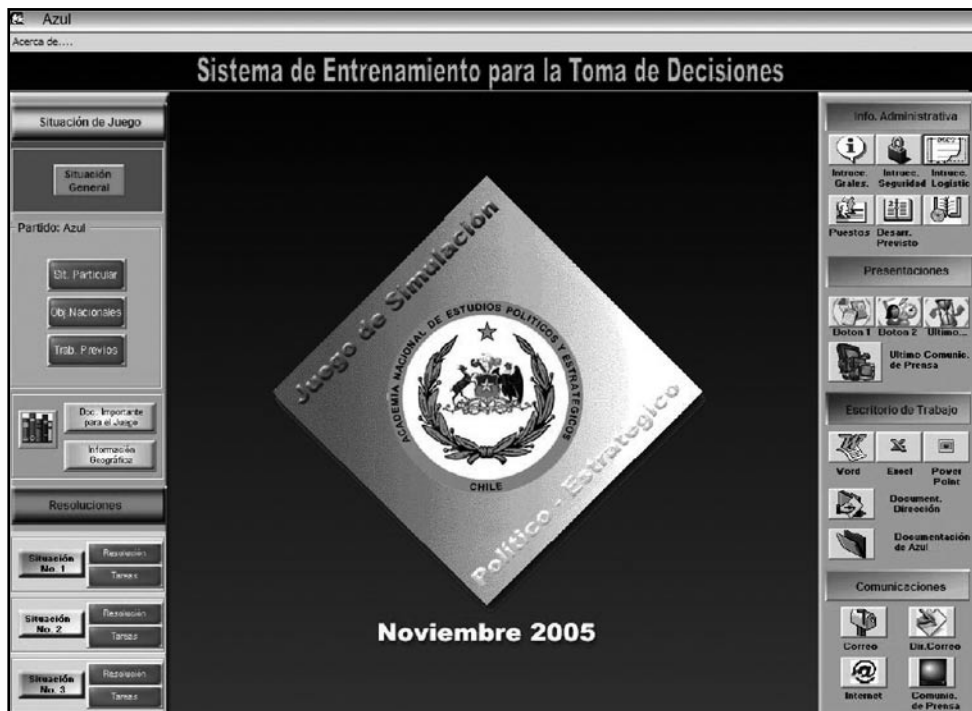 Azul
Acerca de....
Sistema de Entrenamiento para la Toma de Decisiones
Situación de Juego
Situación
General
Partido: Azul
Sit. Particular
Obj Nacionales
Trab. Previos
Doc. Importante
para el Juego
Información
Geográfica
Resoluciones
Situación
No. 1
Resolución
Tareas
Situación
No. 2
Resolución
Tareas
Situación
No. 3
Resolución
Tareas
Juego de Simulación
ACADEMIA NACIONAL DE ESTUDIOS POLITICOS Y ESTRATEGICOS
CHILE
Político - Estrategico
Noviembre 2005
Info. Administrativa
Intrucc.
Grales.
Intrucc.
Seguridad
Intrucc.
Logistic
Puestos
Desarr.
Previsto
Presentaciones
Boton 1
Boton 2
Ultimo...
Ultimo Comunic.
de Prensa
Escritorio de Trabajo
Word
Excel
Power
Point
Document.
Dirección
Documentación
de Azul
Comunicaciones
Correo
Dir.Correo
Internet
Comunic.
de Prensa